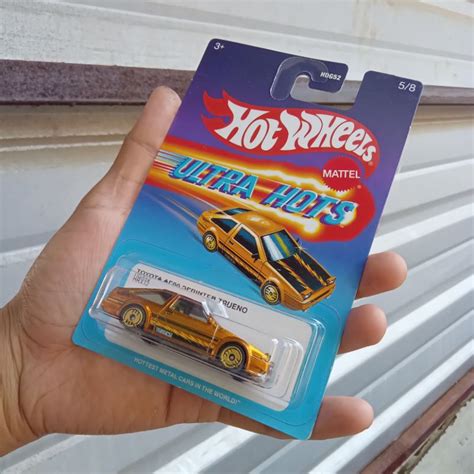 3+
HDG52
5/8
Hot Wheels
MATTEL
ULTRA HOTS
TOYOTA AE86 SPRINTER TRUENO
HOTTEST METAL CARS IN THE WORLD!™